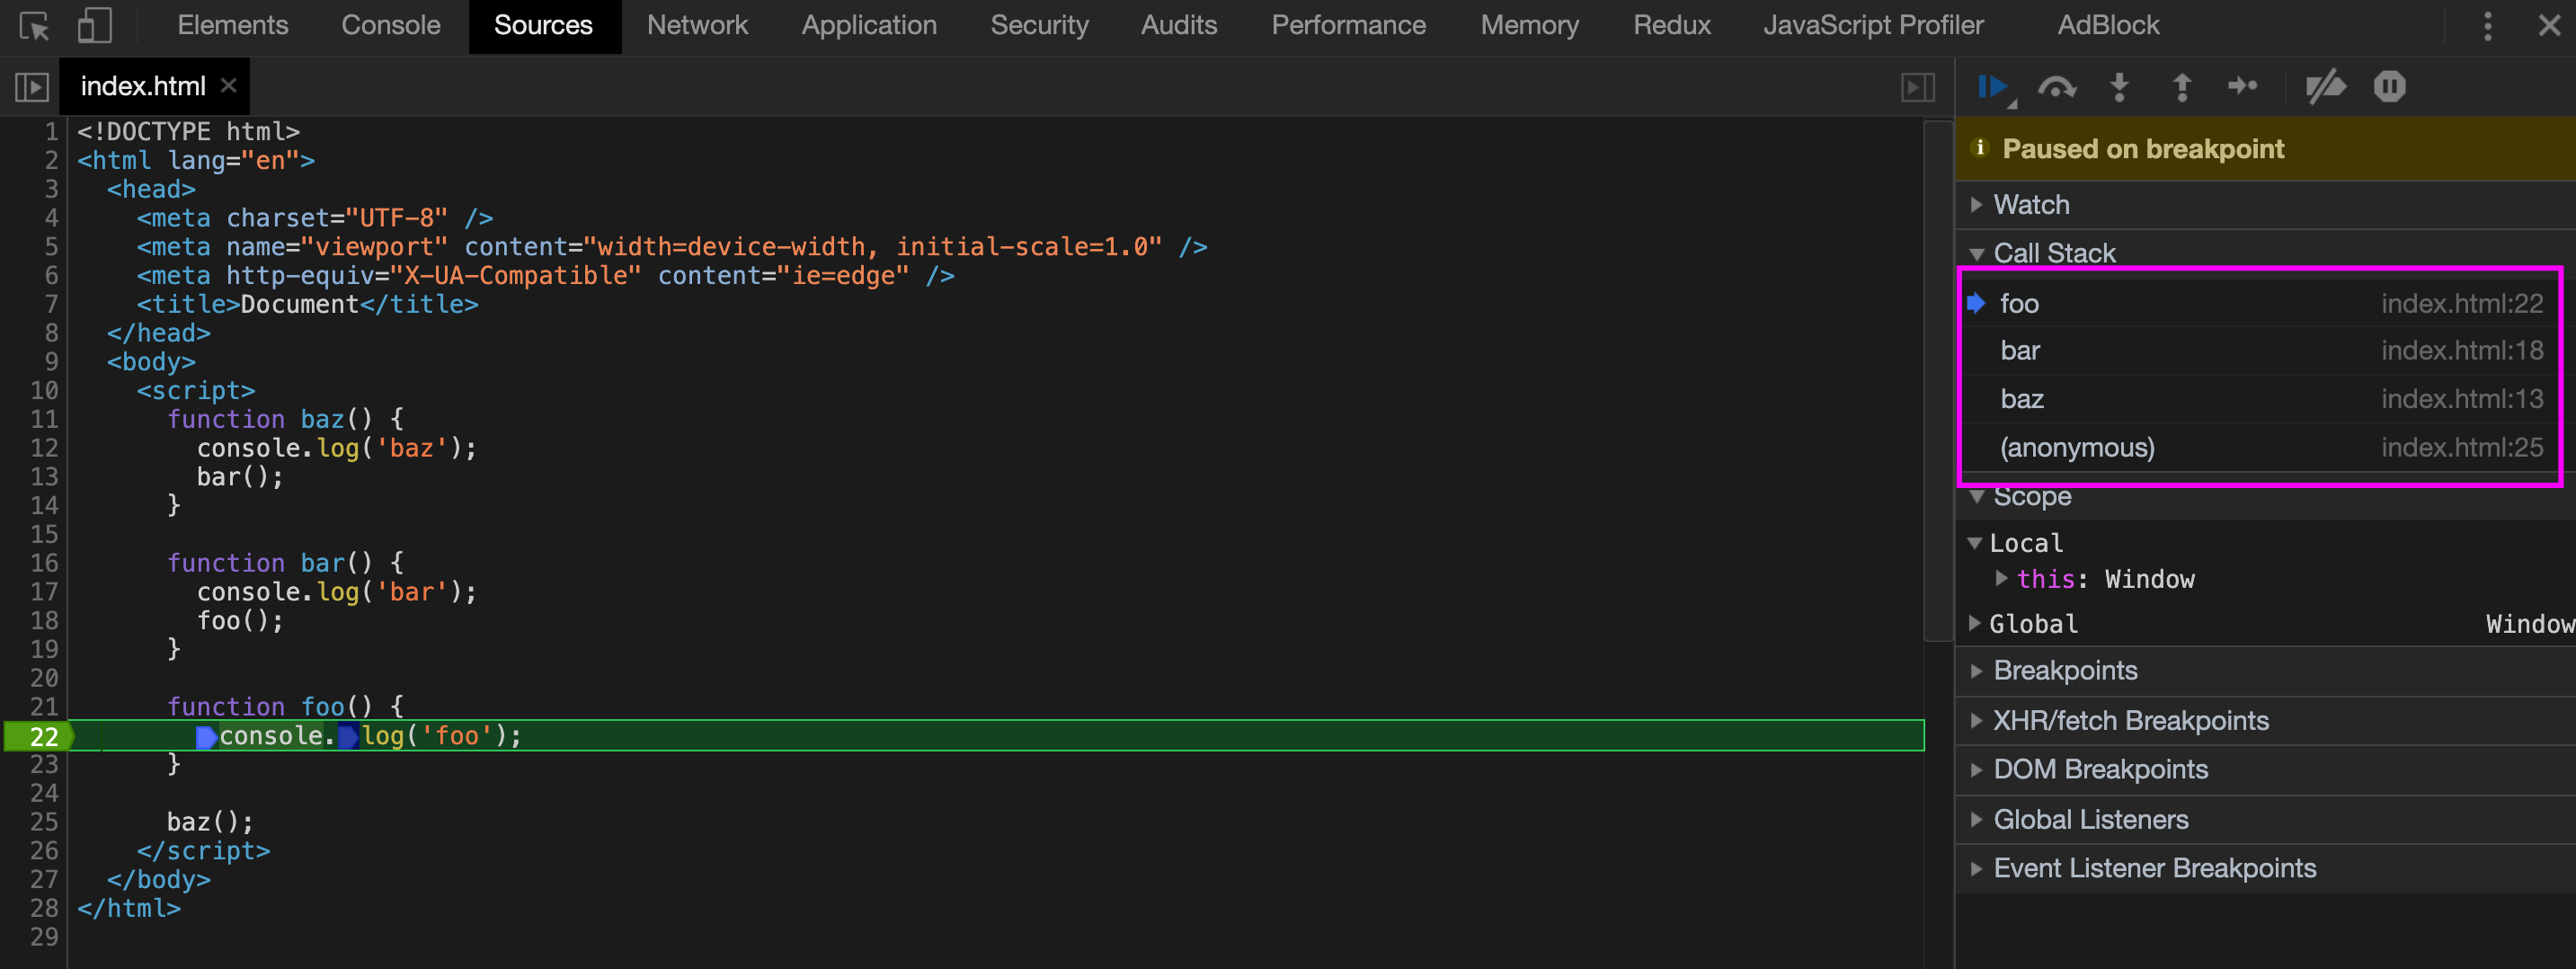 Elements Console Sources Network Application Security Audits Performance Memory Redux JavaScript Profiler AdBlock
index.html
1 <!DOCTYPE html>
2 <html lang="en">
3 <head>
4 <meta charset="UTF-8" />
5 <meta name="viewport" content="width=device-width, initial-scale=1.0" />
6 <meta http-equiv="X-UA-Compatible" content="ie=edge" />
7 <title>Document</title>
8 </head>
9 <body>
10 <script>
11 function baz() {
12 console.log('baz');
13 bar();
14 }
15
16 function bar() {
17 console.log('bar');
18 foo();
19 }
20
21 function foo() {
22 console.log('foo');
23 }
24
25 baz();
26 </script>
27 </body>
28 </html>
29
Paused on breakpoint
Watch
Call Stack
foo index.html:22
bar index.html:18
baz index.html:13
(anonymous) index.html:25
Scope
Local
this: Window
Global Window
Breakpoints
XHR/fetch Breakpoints
DOM Breakpoints
Global Listeners
Event Listener Breakpoints